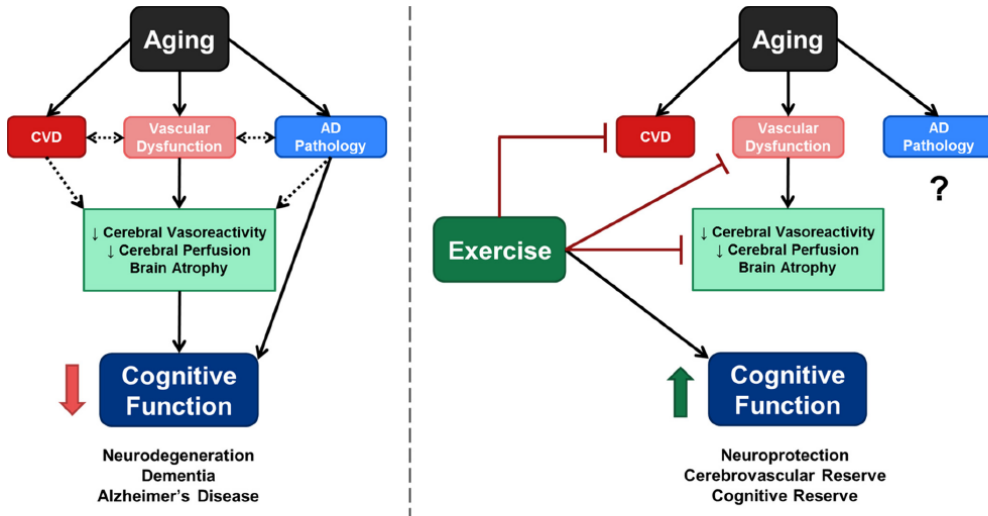 Aging
CVD
Vascular
Dysfunction
AD
Pathology
↓ Cerebral Vasoreactivity
↓ Cerebral Perfusion
Brain Atrophy
Cognitive
Function
Neurodegeneration
Dementia
Alzheimer's Disease
Aging
CVD
Vascular
Dysfunction
AD
Pathology
?
Exercise
↓ Cerebral Vasoreactivity
↓ Cerebral Perfusion
Brain Atrophy
Cognitive
Function
Neuroprotection
Cerebrovascular Reserve
Cognitive Reserve